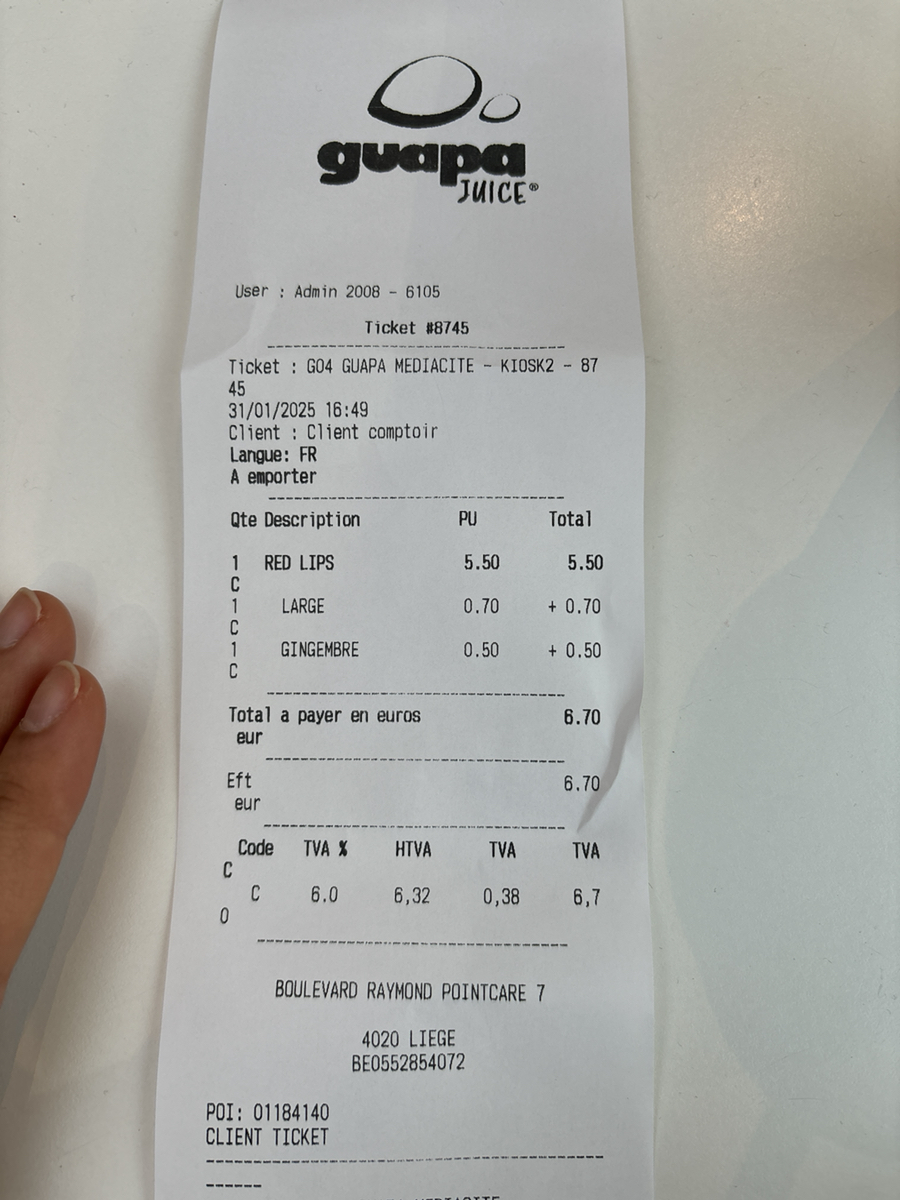 guapa
JUICE®
User : Admin 2008 - 6105
Ticket #8745
Ticket : G04 GUAPA MEDIACITE - KIOSK2 - 87
45
31/01/2025 16:49
Client : Client comptoir
Langue: FR
A emporter
Qte Description PU Total
1 RED LIPS 5.50 5.50
C
1 LARGE 0.70 + 0.70
C
1 GINGEMBRE 0.50 + 0.50
C
Total a payer en euros 6.70
eur
Eft 6.70
eur
Code TVA % HTVA TVA TVA
C
C 6.0 6,32 0,38 6,7
0
BOULEVARD RAYMOND POINTCARE 7
4020 LIEGE
BE0552854072
POI: 01184140
CLIENT TICKET
MEDIACITE